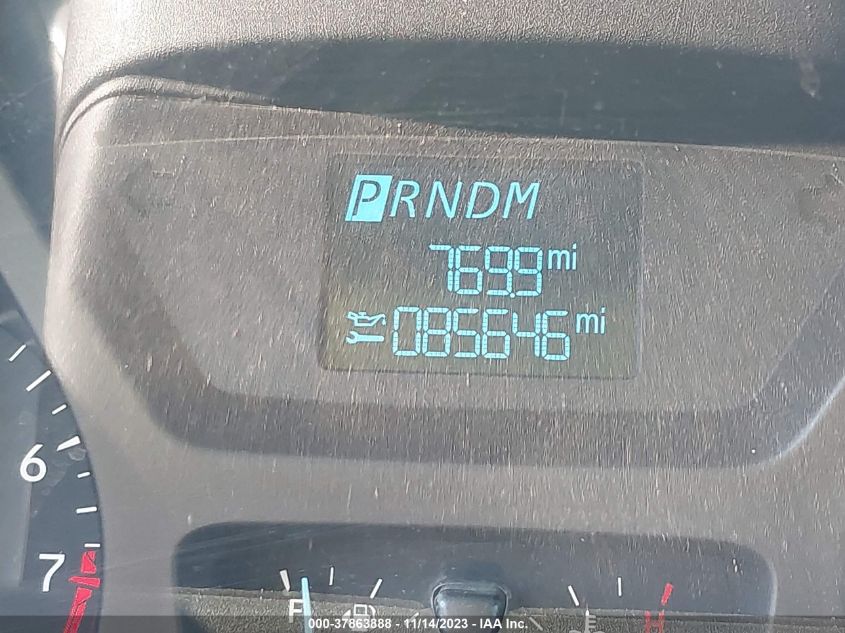 PRNDM
769.9 mi
085646 mi
6
7
F
H
000-37863888 - 11/14/2023 - IAA Inc.